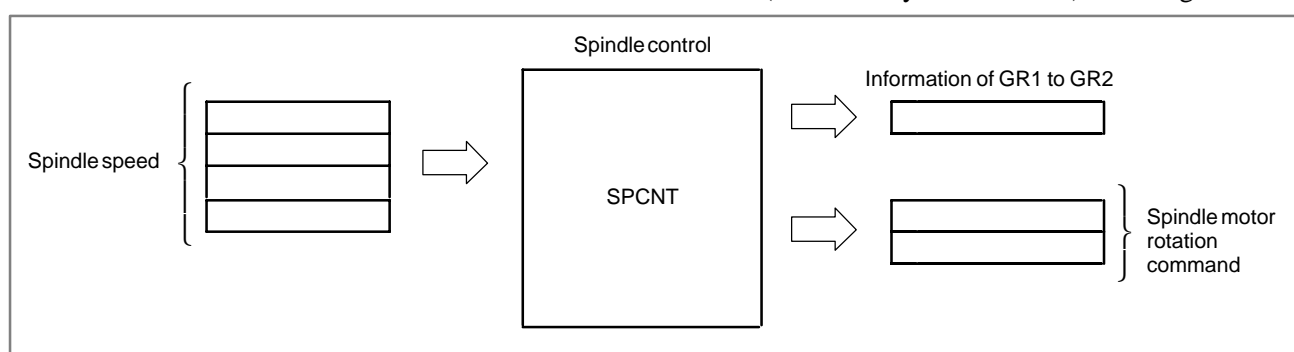 Spindle control
Information of GR1 to GR2
Spindle speed
SPCNT
Spindle motor
rotation
command